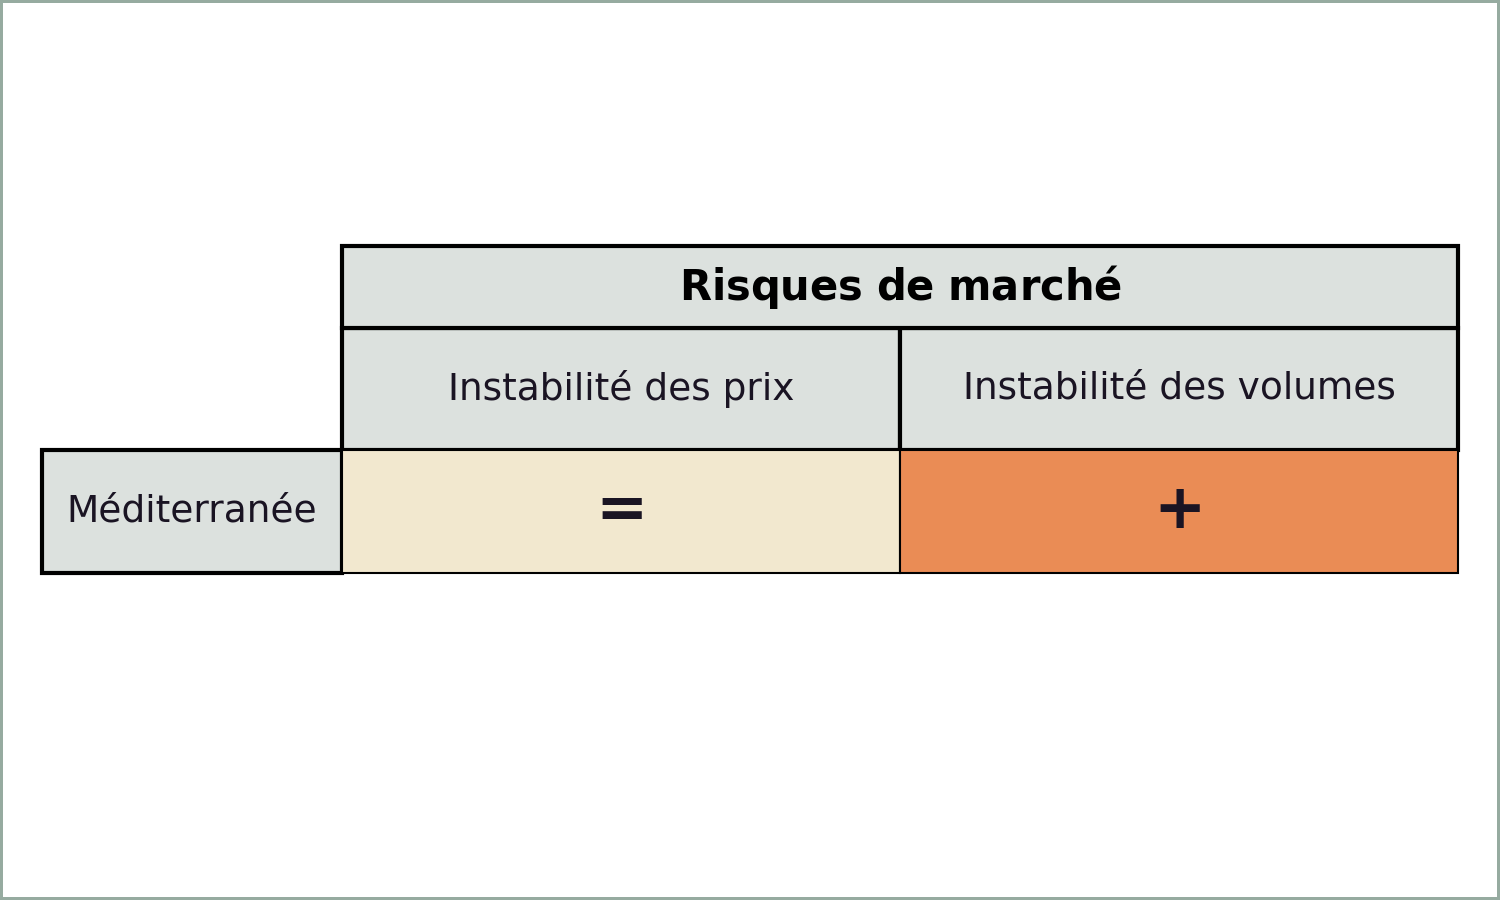 Risques de marché
Instabilité des prix
Instabilité des volumes
Méditerranée
=
+